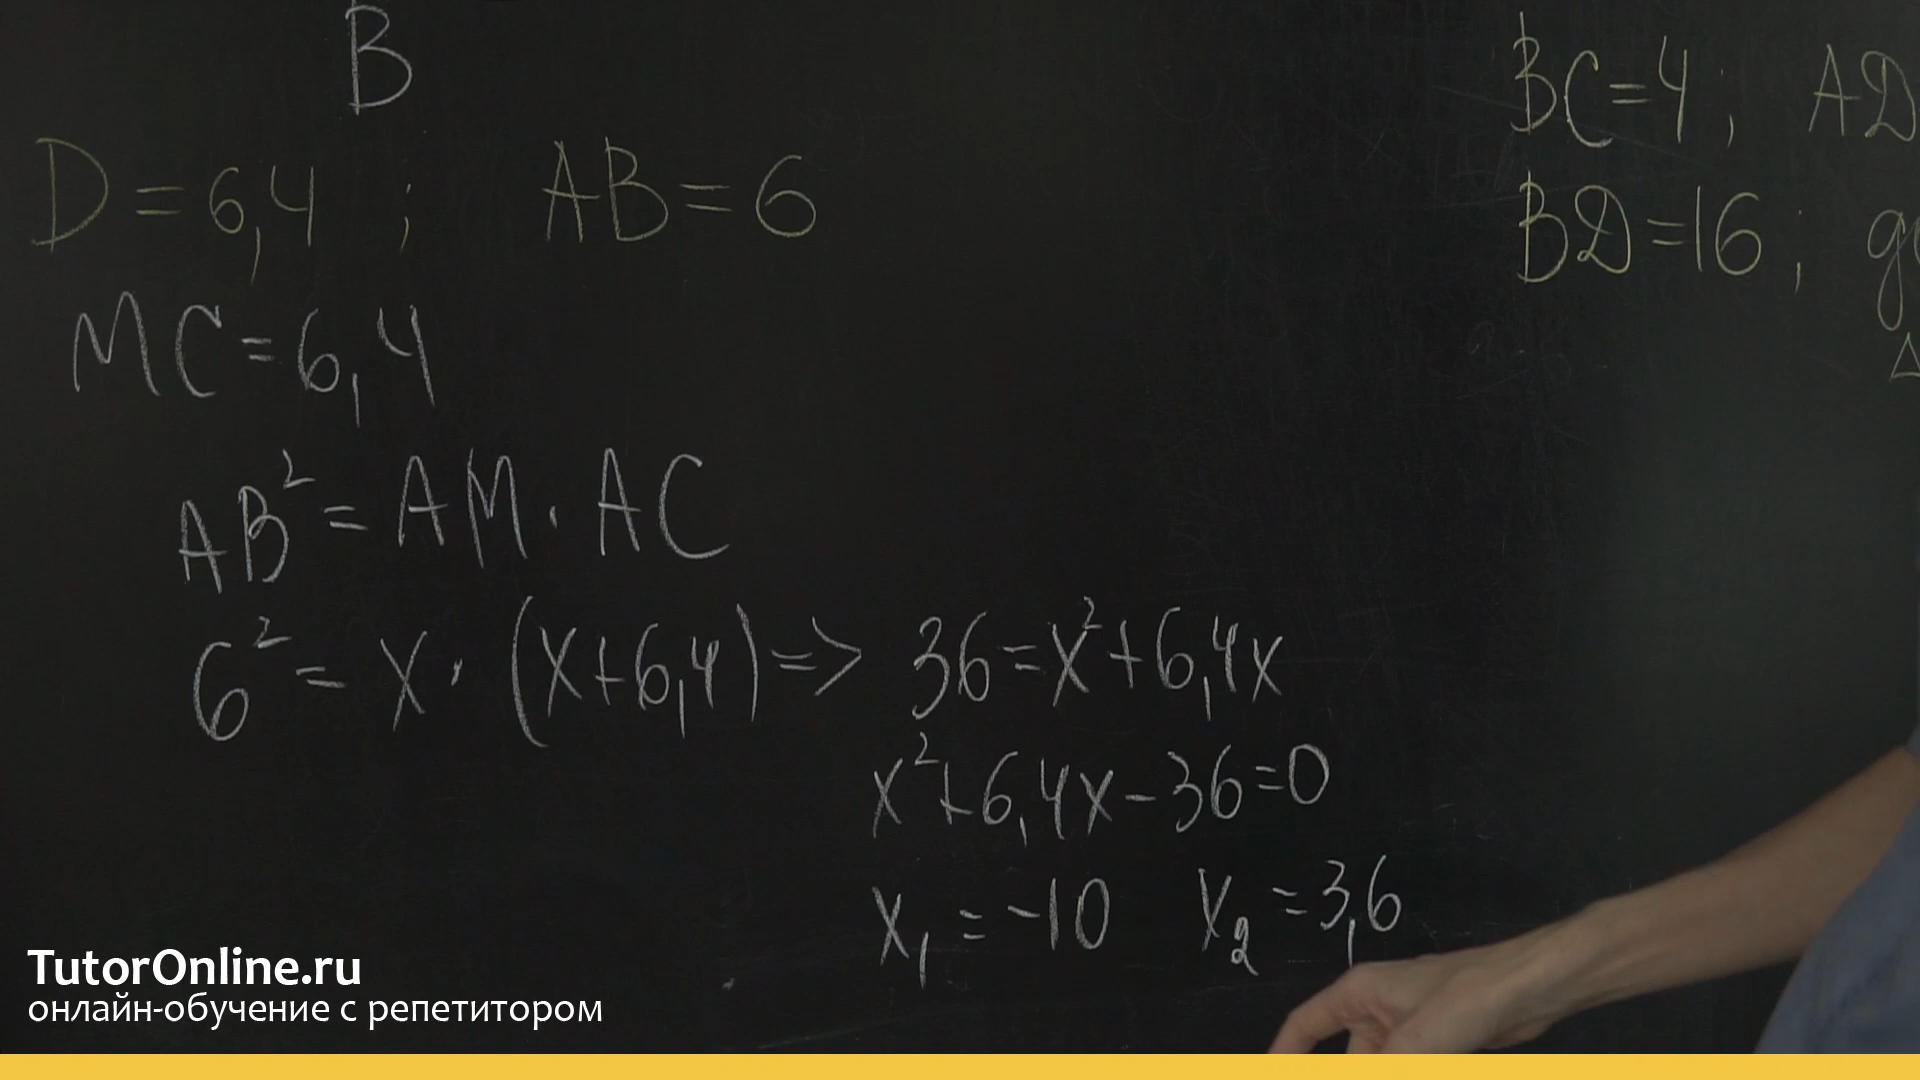 B
D = 6,4 ; AB = 6
MC = 6,4
AB² = AM · AC
6² = x · (x+6,4) => 36 = x² + 6,4x
x² + 6,4x - 36 = 0
x₁ = -10 x₂ = 3,6
BC = 4 ; AD
BD = 16 ;
TutorOnline.ru
онлайн-обучение с репетитором